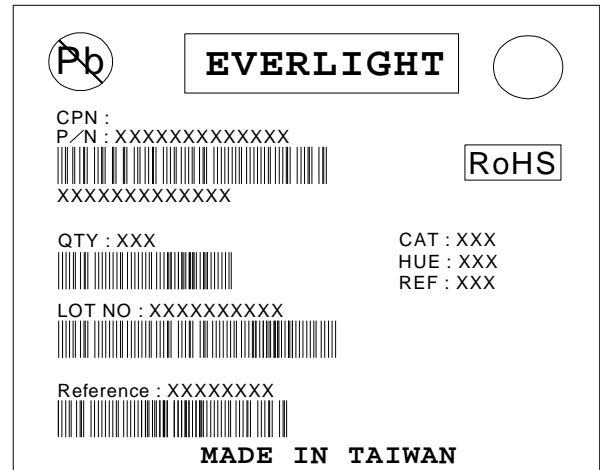 Pb
EVERLIGHT
CPN :
P/N : XXXXXXXXXXXXX
RoHS
XXXXXXXXXXXXX
QTY : XXX
CAT : XXX
HUE : XXX
REF : XXX
LOT NO : XXXXXXXXXX
Reference : XXXXXXXX
MADE IN TAIWAN